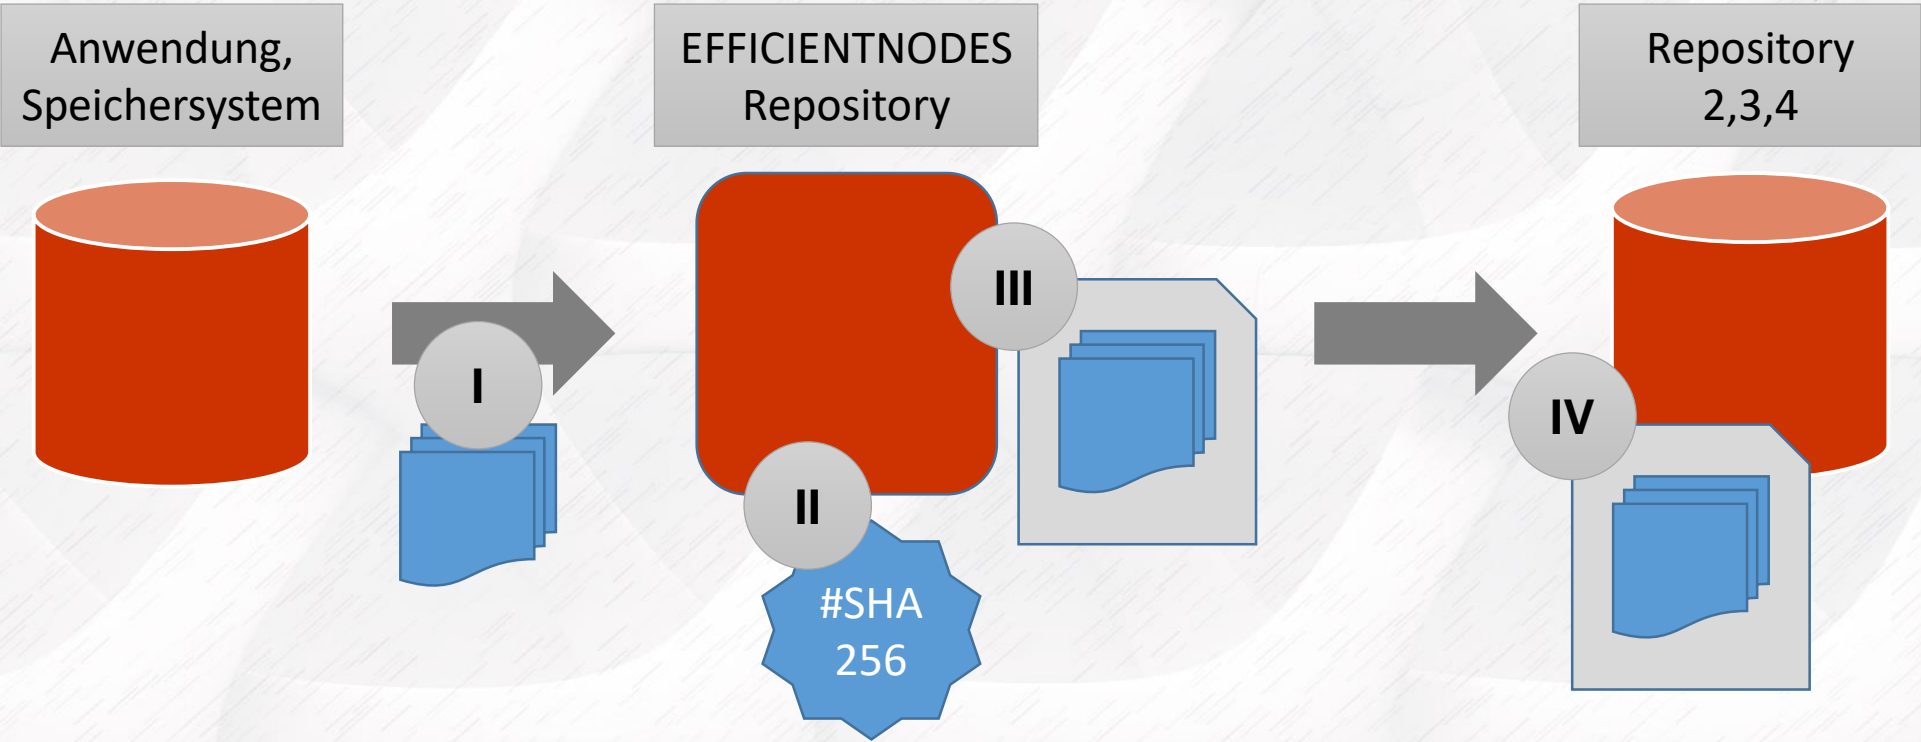 Anwendung,
Speichersystem
EFFICIENTNODES
Repository
Repository
2,3,4
I
II
III
IV
#SHA
256